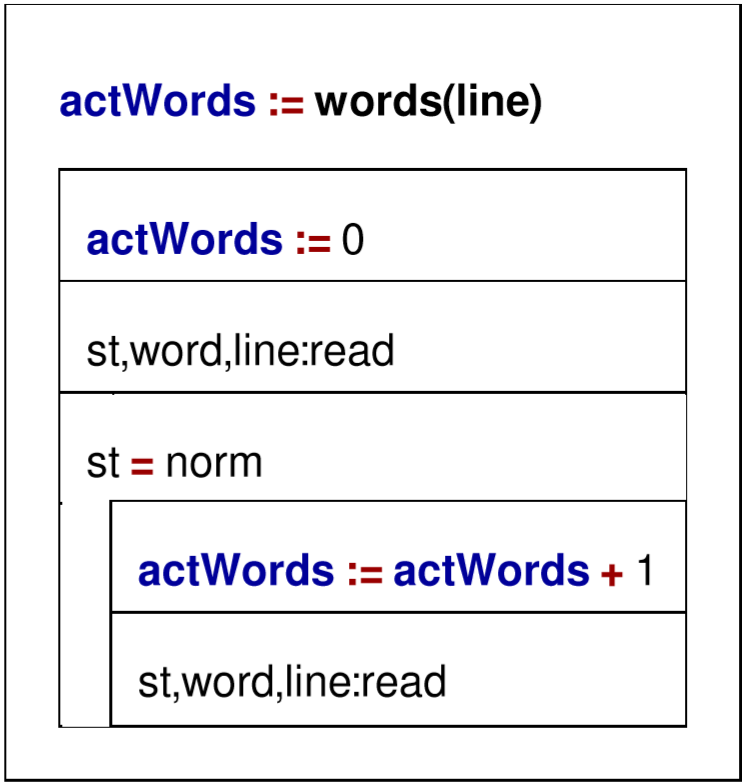 actWords := words(line)
actWords := 0
st,word,line:read
st = norm
actWords := actWords + 1
st,word,line:read